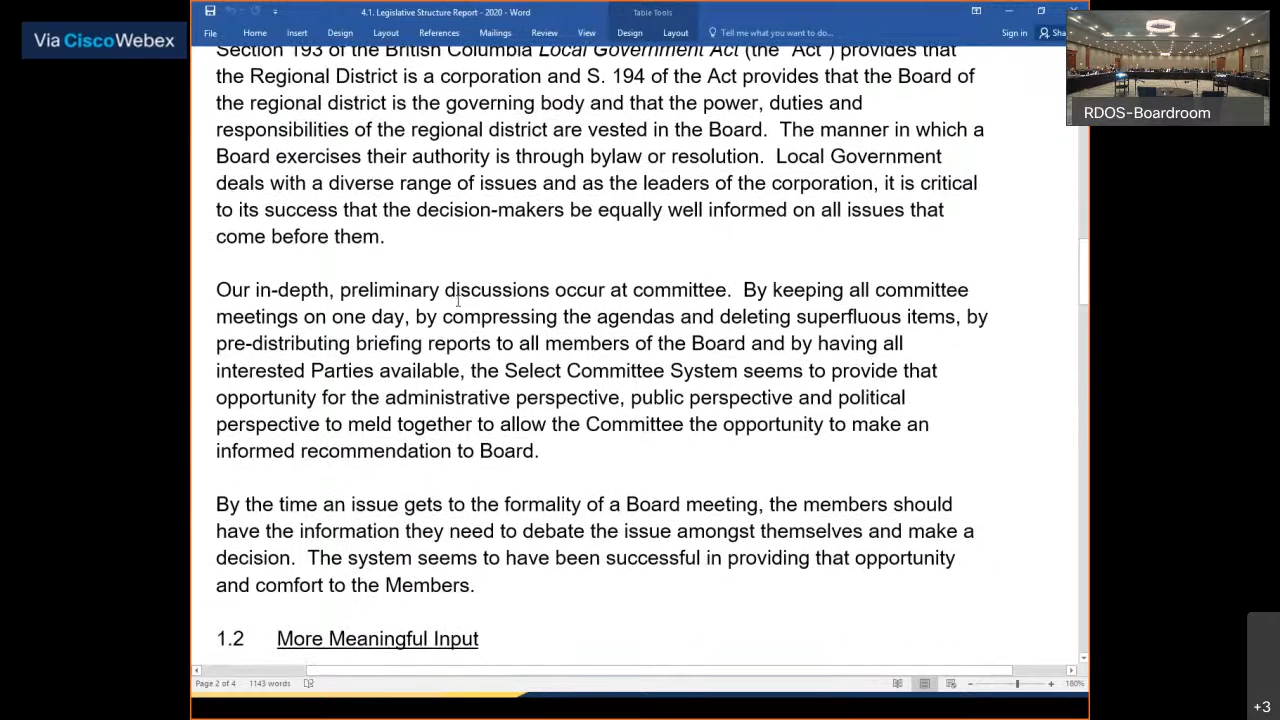 Via CiscoWebex
4.1. Legislative Structure Report - 2020 - Word
Table Tools
File Home Insert Design Layout References Mailings Review View Design Layout Tell me what you want to do... Sign in Sha
RDOS-Boardroom
Section 193 of the British Columbia Local Government Act (the "Act") provides that
the Regional District is a corporation and S. 194 of the Act provides that the Board of
the regional district is the governing body and that the power, duties and
responsibilities of the regional district are vested in the Board. The manner in which a
Board exercises their authority is through bylaw or resolution. Local Government
deals with a diverse range of issues and as the leaders of the corporation, it is critical
to its success that the decision-makers be equally well informed on all issues that
come before them.
Our in-depth, preliminary discussions occur at committee. By keeping all committee
meetings on one day, by compressing the agendas and deleting superfluous items, by
pre-distributing briefing reports to all members of the Board and by having all
interested Parties available, the Select Committee System seems to provide that
opportunity for the administrative perspective, public perspective and political
perspective to meld together to allow the Committee the opportunity to make an
informed recommendation to Board.
By the time an issue gets to the formality of a Board meeting, the members should
have the information they need to debate the issue amongst themselves and make a
decision. The system seems to have been successful in providing that opportunity
and comfort to the Members.
1.2 More Meaningful Input
Page 2 of 4 1143 words
180%
+3